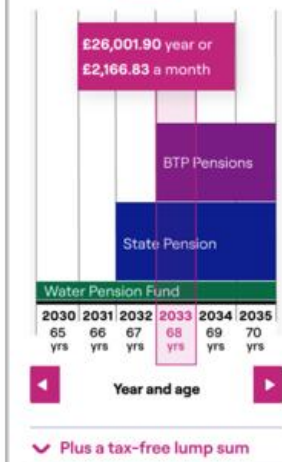 £26,001.90 year or
£2,166.83 a month
BTP Pensions
State Pension
Water Pension Fund
2030 2031 2032 2033 2034 2035
65 66 67 68 69 70
yrs yrs yrs yrs yrs yrs
Year and age
Plus a tax-free lump sum